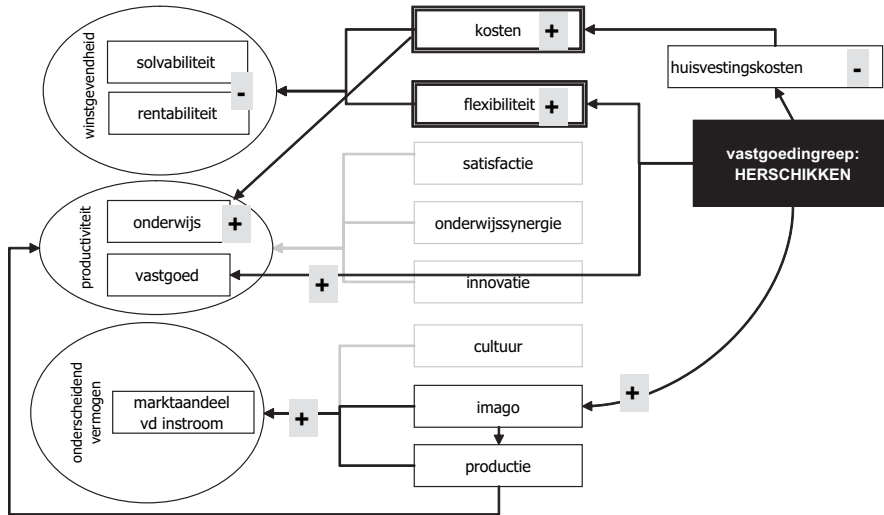 winstgevendheid
solvabiliteit
-
rentabiliteit
kosten +
flexibiliteit +
huisvestingskosten -
vastgoedingreep:
HERSCHIKKEN
productiviteit
onderwijs +
vastgoed
+
satisfactie
onderwijssynergie
innovatie
onderscheidend
vermogen
marktaandeel
vd instroom
+
cultuur
imago
+
productie